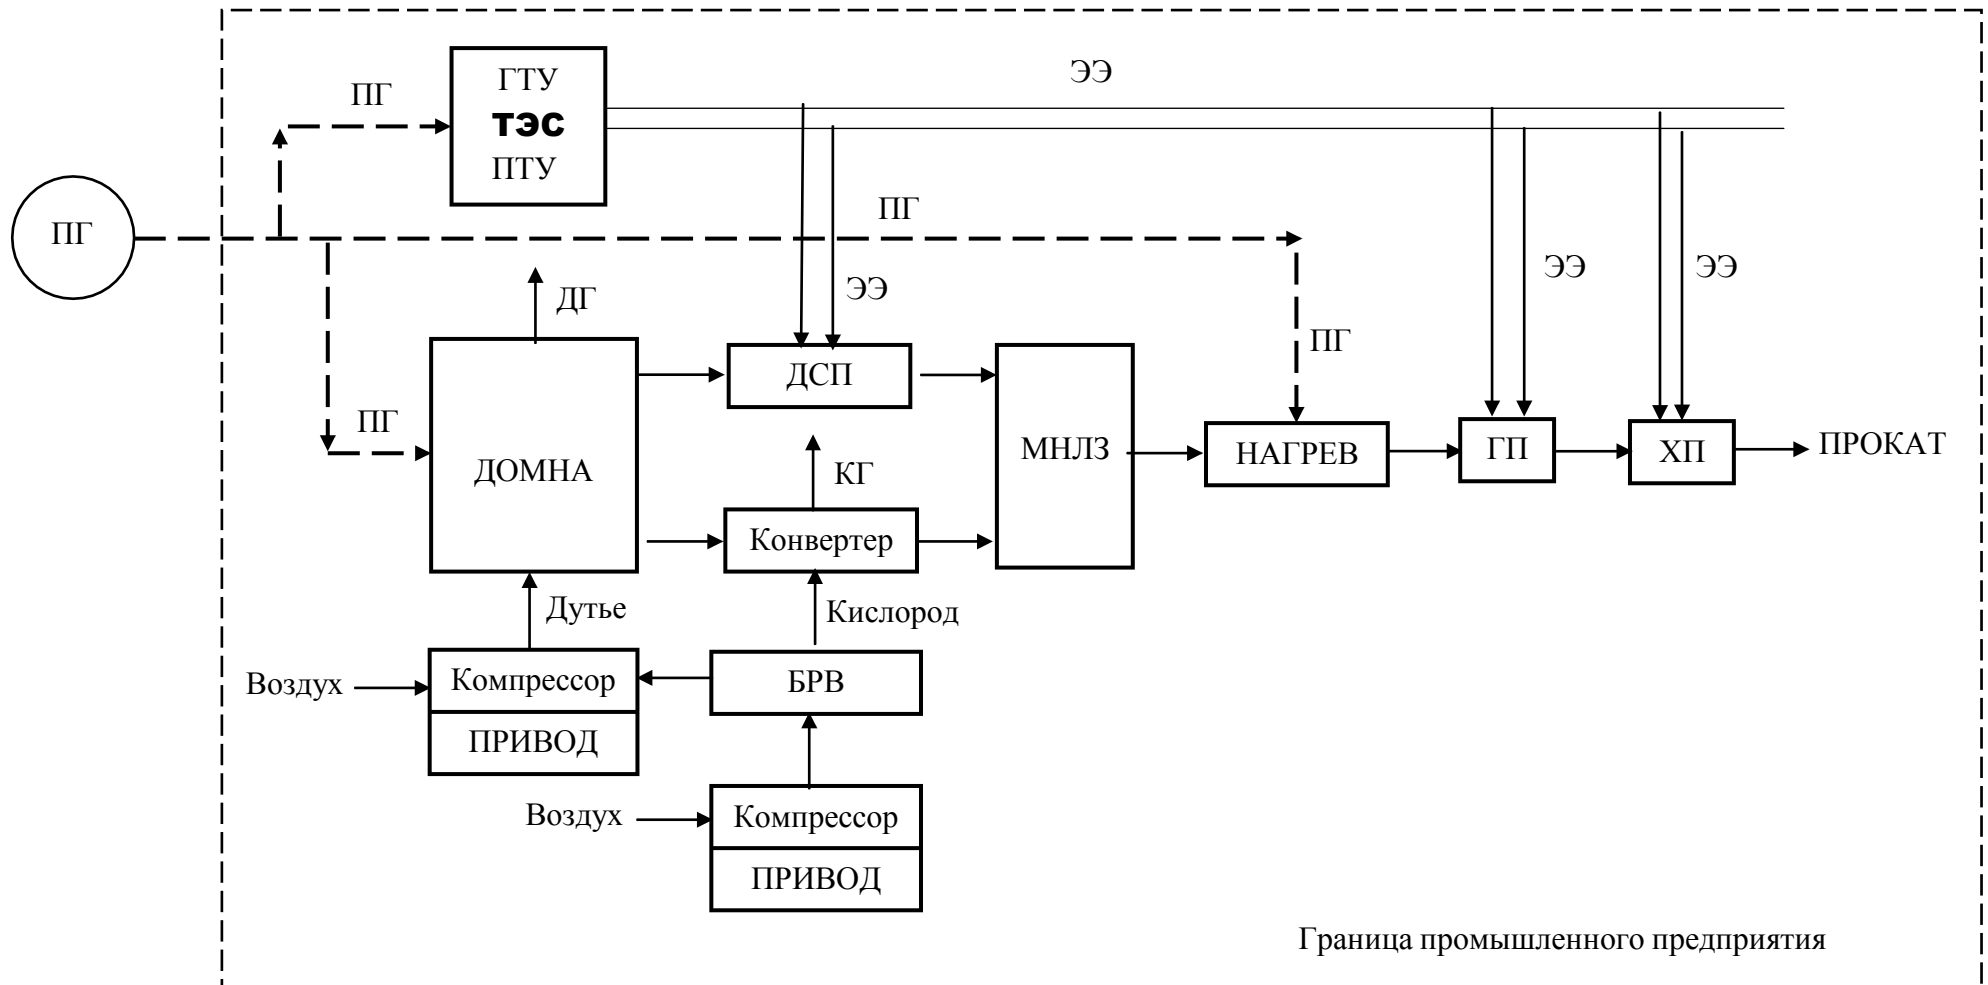 ЭЭ
ГТУ
ПГ
ТЭС
ПТУ
ПГ
ПГ
ЭЭ
ЭЭ
ЭЭ
ДГ
ПГ
ДСП
ПГ
МНЛЗ
НАГРЕВ
ГП
ХП
ПРОКАТ
ДОМНА
КГ
Конвертер
Дутье
Кислород
Воздух
Компрессор
БРВ
ПРИВОД
Воздух
Компрессор
ПРИВОД
Граница промышленного предприятия